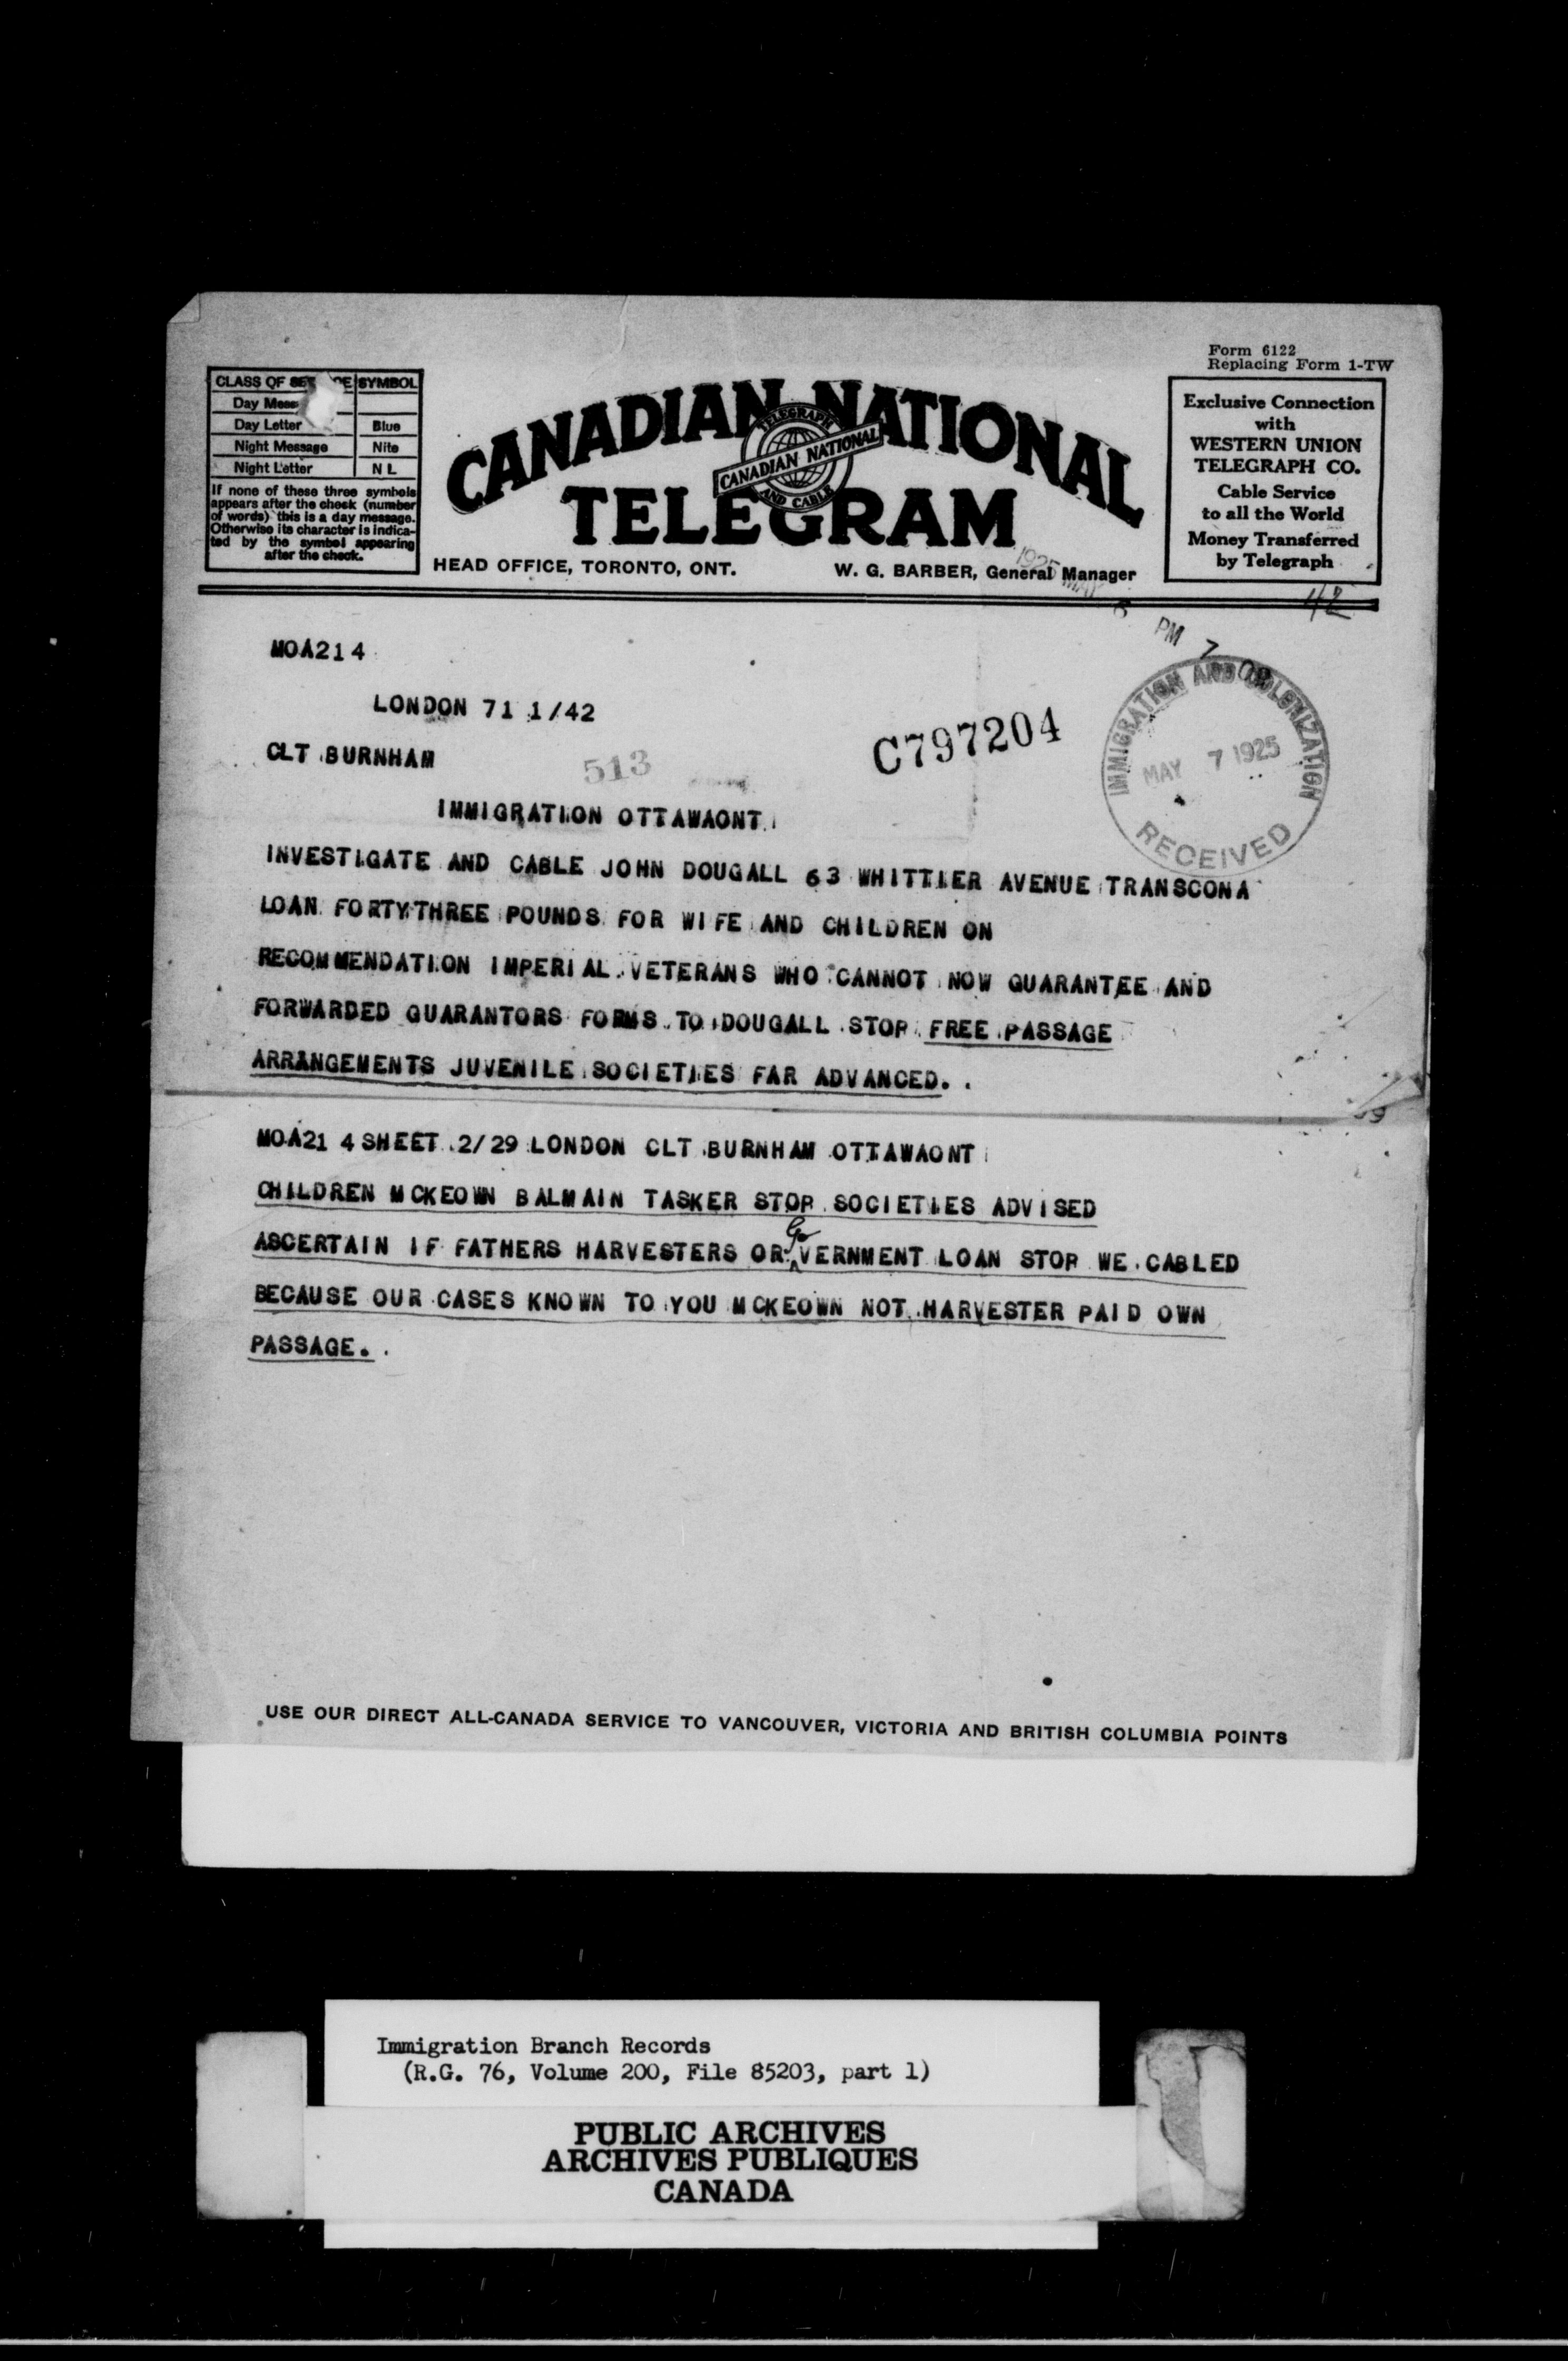 Form 6122
Replacing Form 1-TW
CLASS OF SYMBOL
Day
Day Letter Blue
Night Message Nite
Night Letter N L
If none of these three symbols
appears after the check (number
of words) this is a day message.
Otherwise its character is indica-
ted by the symbol appearing
after the check.
CANADIAN NATIONAL
TELEGRAPH
CANADIAN NATIONAL
AND CABLE
TELEGRAM
HEAD OFFICE, TORONTO, ONT. W. G. BARBER, General Manager
Exclusive Connection
with
WESTERN UNION
TELEGRAPH CO.
Cable Service
to all the World
Money Transferred
by Telegraph
42
1925 MAY 6 PM 7
MOA214
LONDON 71 1/42
CLT BURNHAM
513
C797204
IMMIGRATION AND COLONIZATION
MAY 7 1925
RECEIVED
IMMIGRATION OTTAWAONT
INVESTIGATE AND CABLE JOHN DOUGALL 63 WHITTIER AVENUE TRANSCONA
LOAN FORTYTHREE POUNDS FOR WIFE AND CHILDREN ON
RECOMMENDATION IMPERIAL VETERANS WHO CANNOT NOW GUARANTEE AND
FORWARDED GUARANTORS FORMS TO DOUGALL STOP FREE PASSAGE
ARRANGEMENTS JUVENILE SOCIETIES FAR ADVANCED. .
MOA21 4 SHEET 2/29 LONDON CLT BURNHAM OTTAWAONT
CHILDREN MCKEOWN BALMAIN TASKER STOP SOCIETIES ADVISED
ASCERTAIN IF FATHERS HARVESTERS OR GoVERNMENT LOAN STOP WE CABLED
BECAUSE OUR CASES KNOWN TO YOU MCKEOWN NOT HARVESTER PAID OWN
PASSAGE. .
USE OUR DIRECT ALL-CANADA SERVICE TO VANCOUVER, VICTORIA AND BRITISH COLUMBIA POINTS
Immigration Branch Records
(R.G. 76, Volume 200, File 85203, part 1)
PUBLIC ARCHIVES
ARCHIVES PUBLIQUES
CANADA